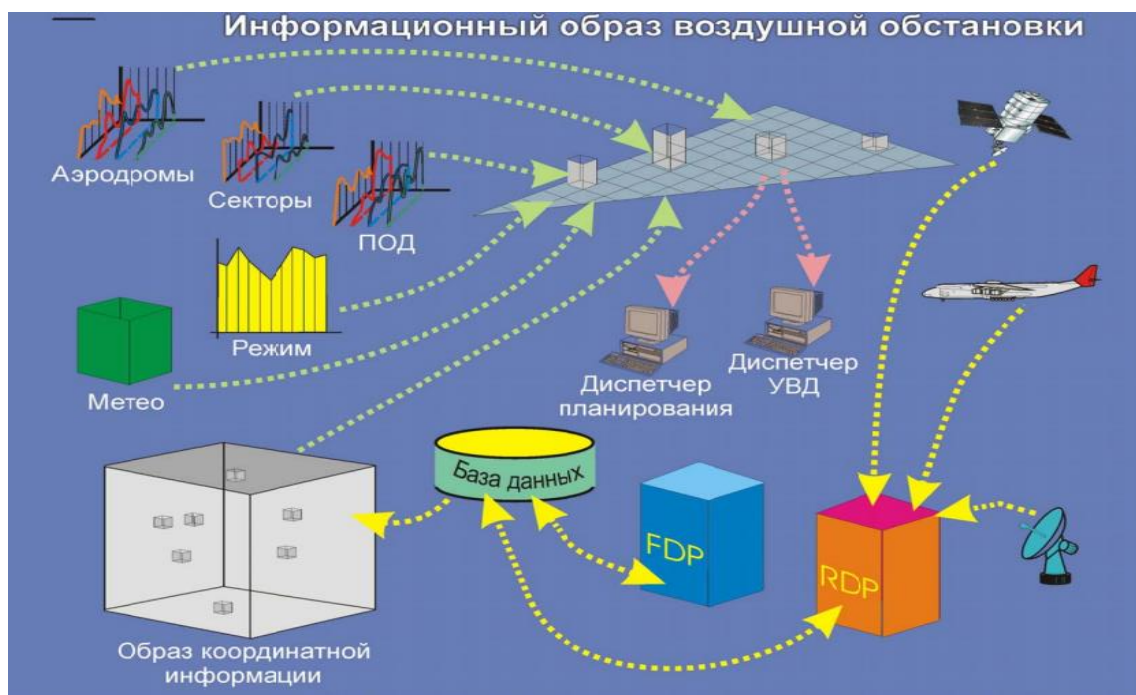 Информационный образ воздушной обстановки
Аэродромы
Секторы
ПОД
Режим
Метео
Диспетчер
планирования
Диспетчер
УВД
База данных
FDP
RDP
Образ координатной
информации